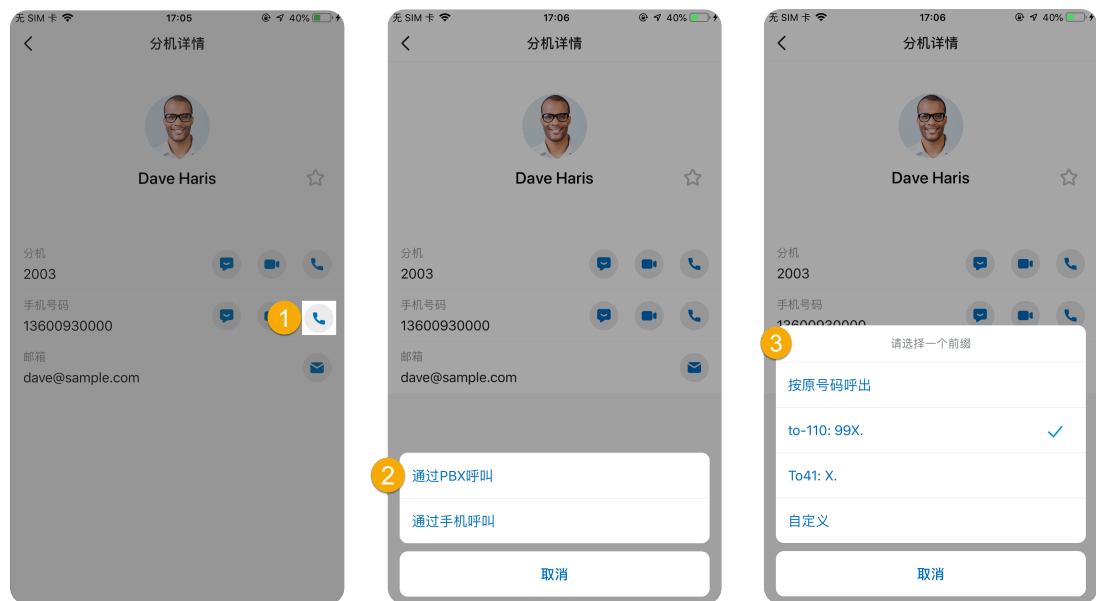 无 SIM 卡
17:05
40%
分机详情
Dave Haris
分机
2003
手机号码
13600930000
1
邮箱
dave@sample.com
无 SIM 卡
17:06
40%
分机详情
Dave Haris
分机
2003
手机号码
13600930000
邮箱
dave@sample.com
2
通过PBX呼叫
通过手机呼叫
取消
无 SIM 卡
17:06
40%
分机详情
Dave Haris
分机
2003
手机号码
13600930000
3
请选择一个前缀
按原号码呼出
to-110: 99X.
To41: X.
自定义
取消